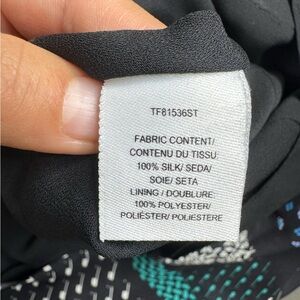 TF81536ST
FABRIC CONTENT/
CONTENU DU TISSU
100% SILK/ SEDA/
SOIE/ SETA
LINING / DOUBLURE:
100% POLYESTER/
POLIÉSTER/ POLIESTERE